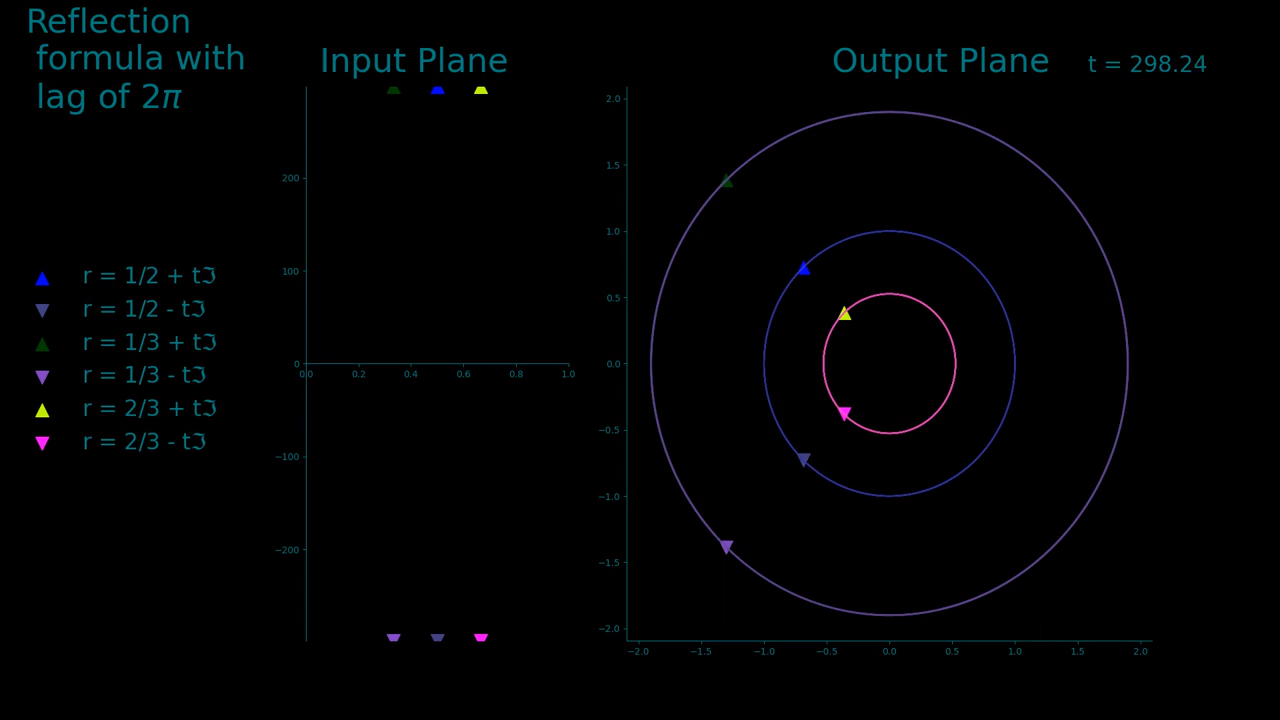 Reflection
formula with
lag of 2π
Input Plane
Output Plane
t = 298.24
r = 1/2 + tℑ
r = 1/2 - tℑ
r = 1/3 + tℑ
r = 1/3 - tℑ
r = 2/3 + tℑ
r = 2/3 - tℑ
200
100
0
−100
−200
0.0 0.2 0.4 0.6 0.8 1.0
2.0
1.5
1.0
0.5
0.0
−0.5
−1.0
−1.5
−2.0
−2.0 −1.5 −1.0 −0.5 0.0 0.5 1.0 1.5 2.0